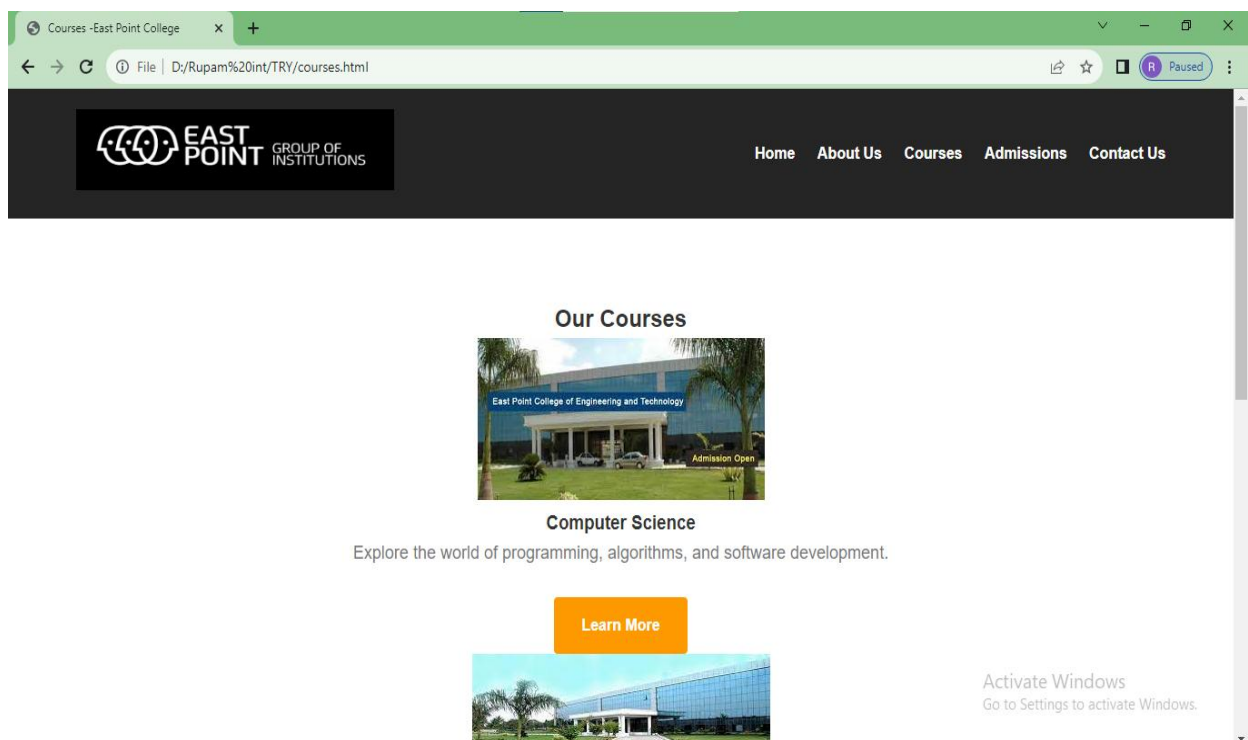 Courses -East Point College
File D:/Rupam%20int/TRY/courses.html
R Paused
EAST
POINT GROUP OF
INSTITUTIONS
Home About Us Courses Admissions Contact Us
Our Courses
East Point College of Engineering and Technology
Admission Open
Computer Science
Explore the world of programming, algorithms, and software development.
Learn More
Activate Windows
Go to Settings to activate Windows.